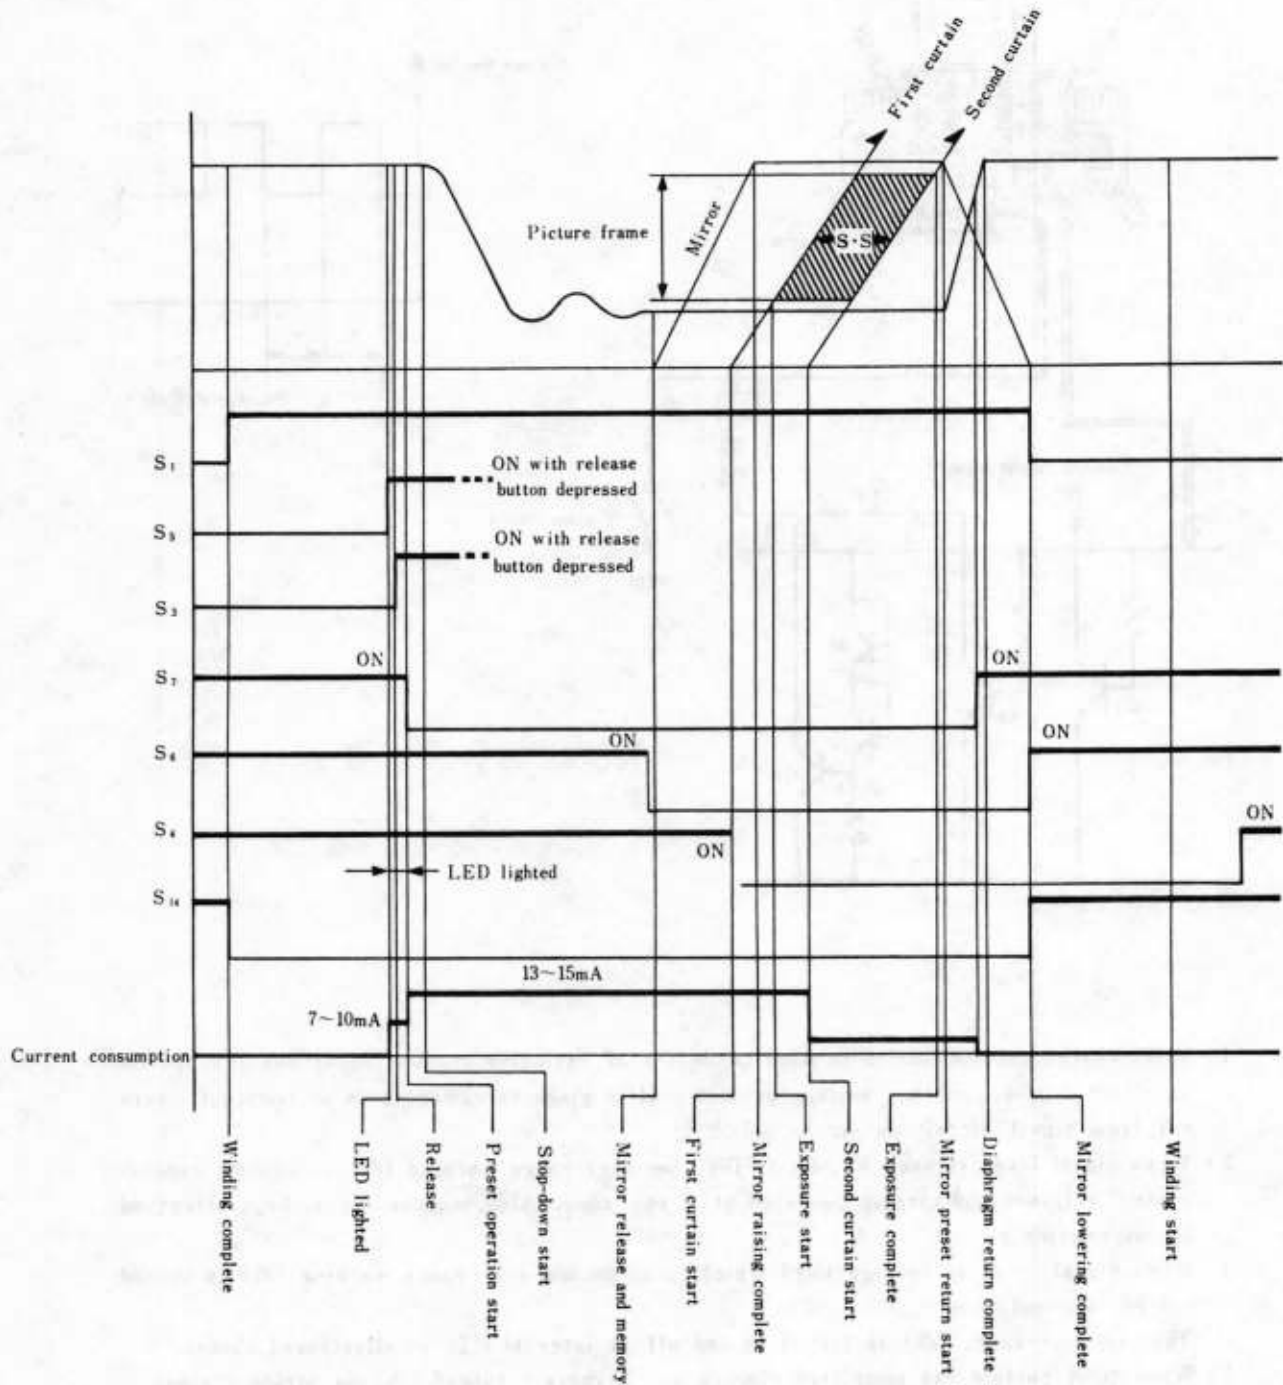 First curtain
Second curtain
Mirror
Picture frame
S·S
S₁
ON with release
button depressed
S₅
ON with release
button depressed
S₂
ON
ON
S₇
ON
ON
S₆
ON
ON
LED lighted
S₁₄
13~15mA
7~10mA
Current consumption
Winding complete
LED lighted
Release
Preset operation start
Stop-down start
Mirror release and memory
First curtain start
Mirror raising complete
Exposure start
Second curtain start
Exposure complete
Mirror preset return start
Diaphragm return complete
Mirror lowering complete
Winding start